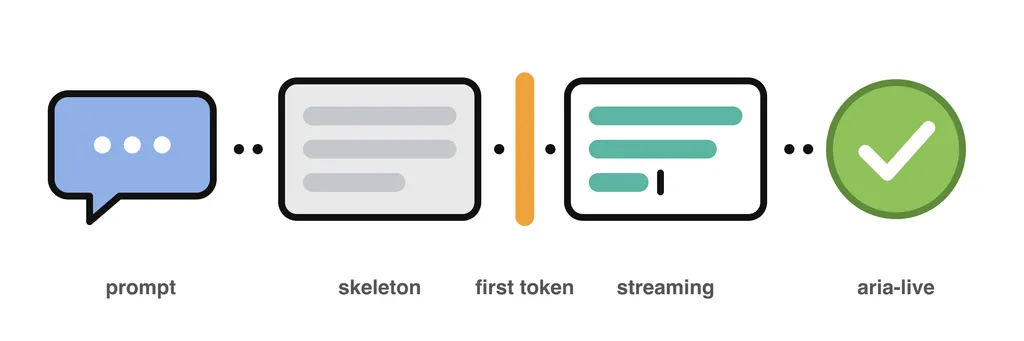 prompt
skeleton
first token
streaming
aria-live